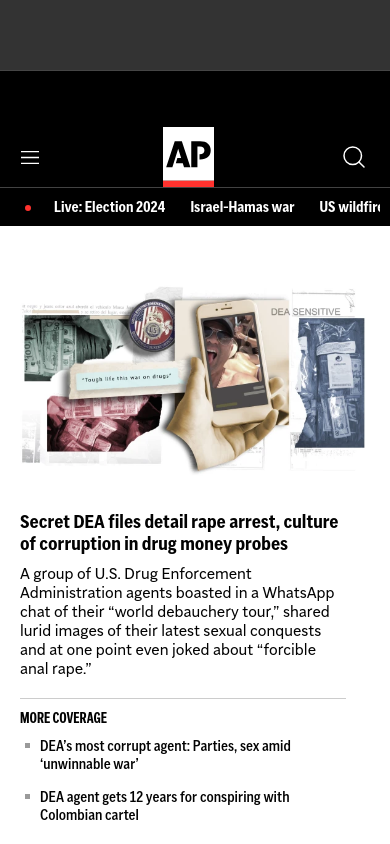 AP
Live: Election 2024 Israel-Hamas war US wildfire
DEA SENSITIVE
"Tough life this war on drugs"
Secret DEA files detail rape arrest, culture
of corruption in drug money probes
A group of U.S. Drug Enforcement
Administration agents boasted in a WhatsApp
chat of their “world debauchery tour,” shared
lurid images of their latest sexual conquests
and at one point even joked about “forcible
anal rape.”
MORE COVERAGE
DEA’s most corrupt agent: Parties, sex amid
‘unwinnable war’
DEA agent gets 12 years for conspiring with
Colombian cartel